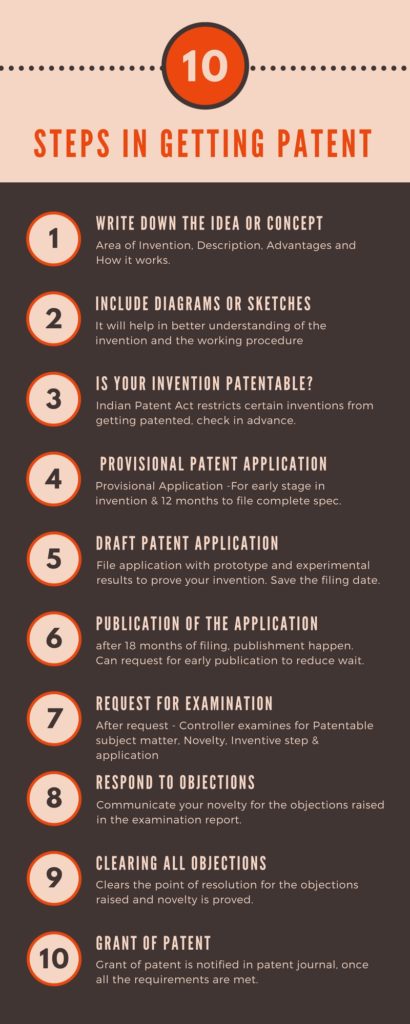 10
STEPS IN GETTING PATENT
1
WRITE DOWN THE IDEA OR CONCEPT
Area of Invention, Description, Advantages and
How it works.
2
INCLUDE DIAGRAMS OR SKETCHES
It will help in better understanding of the
invention and the working procedure
3
IS YOUR INVENTION PATENTABLE?
Indian Patent Act restricts certain inventions from
getting patented, check in advance.
4
PROVISIONAL PATENT APPLICATION
Provisional Application -For early stage in
invention & 12 months to file complete spec.
5
DRAFT PATENT APPLICATION
File application with prototype and experimental
results to prove your invention. Save the filing date.
6
PUBLICATION OF THE APPLICATION
after 18 months of filing, publishment happen.
Can request for early publication to reduce wait.
7
REQUEST FOR EXAMINATION
After request - Controller examines for Patentable
subject matter, Novelty, Inventive step &
application
8
RESPOND TO OBJECTIONS
Communicate your novelty for the objections raised
in the examination report.
9
CLEARING ALL OBJECTIONS
Clears the point of resolution for the objections
raised and novelty is proved.
10
GRANT OF PATENT
Grant of patent is notified in patent journal, once
all the requirements are met.